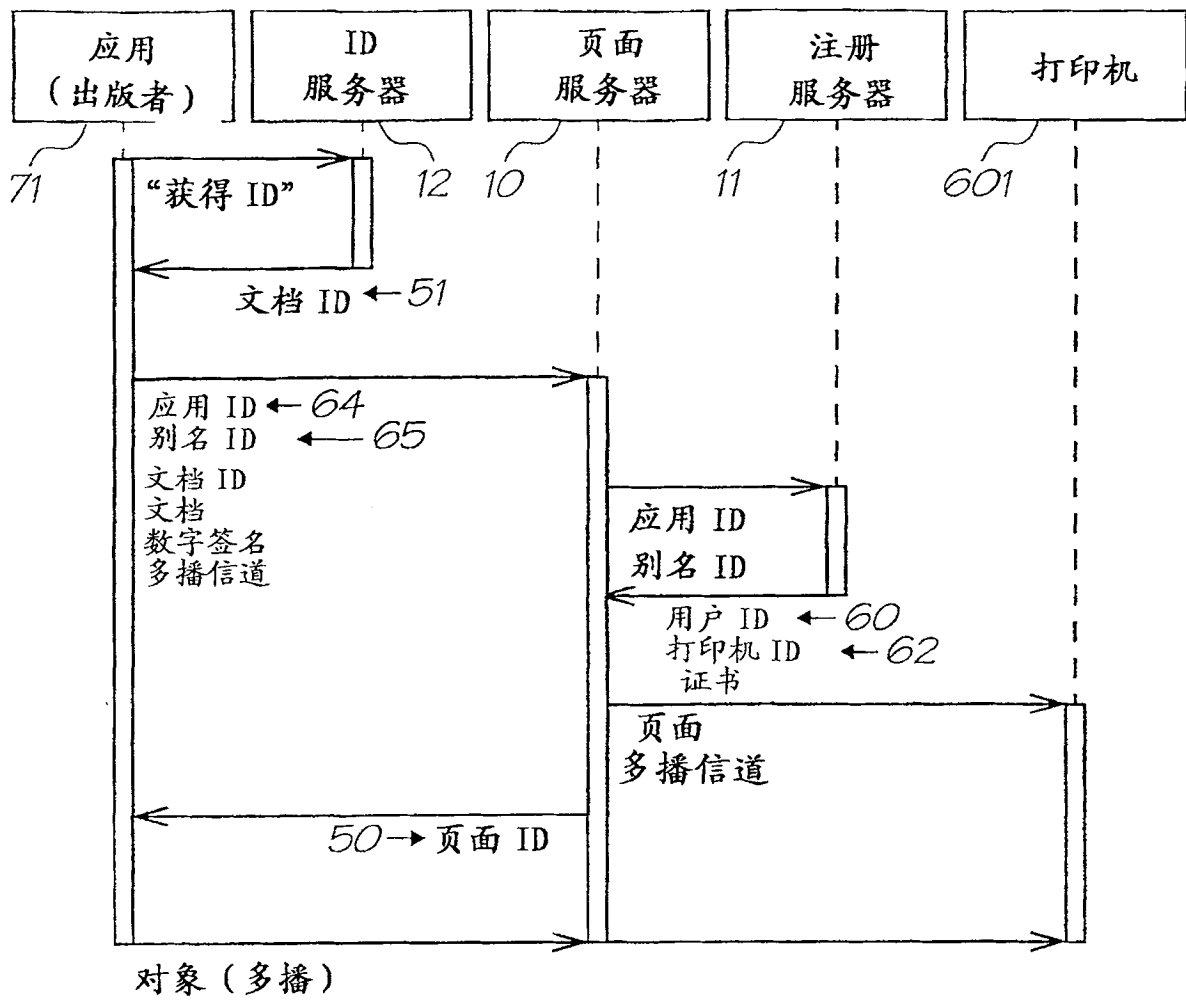 应用
(出版者)
ID
服务器
页面
服务器
注册
服务器
打印机
71
12
10
11
601
“获得 ID”
文档 ID
51
应用 ID
64
别名 ID
65
文档 ID
文档
数字签名
多播信道
应用 ID
别名 ID
用户 ID
60
打印机 ID
62
证书
页面
多播信道
50
页面 ID
对象(多播)